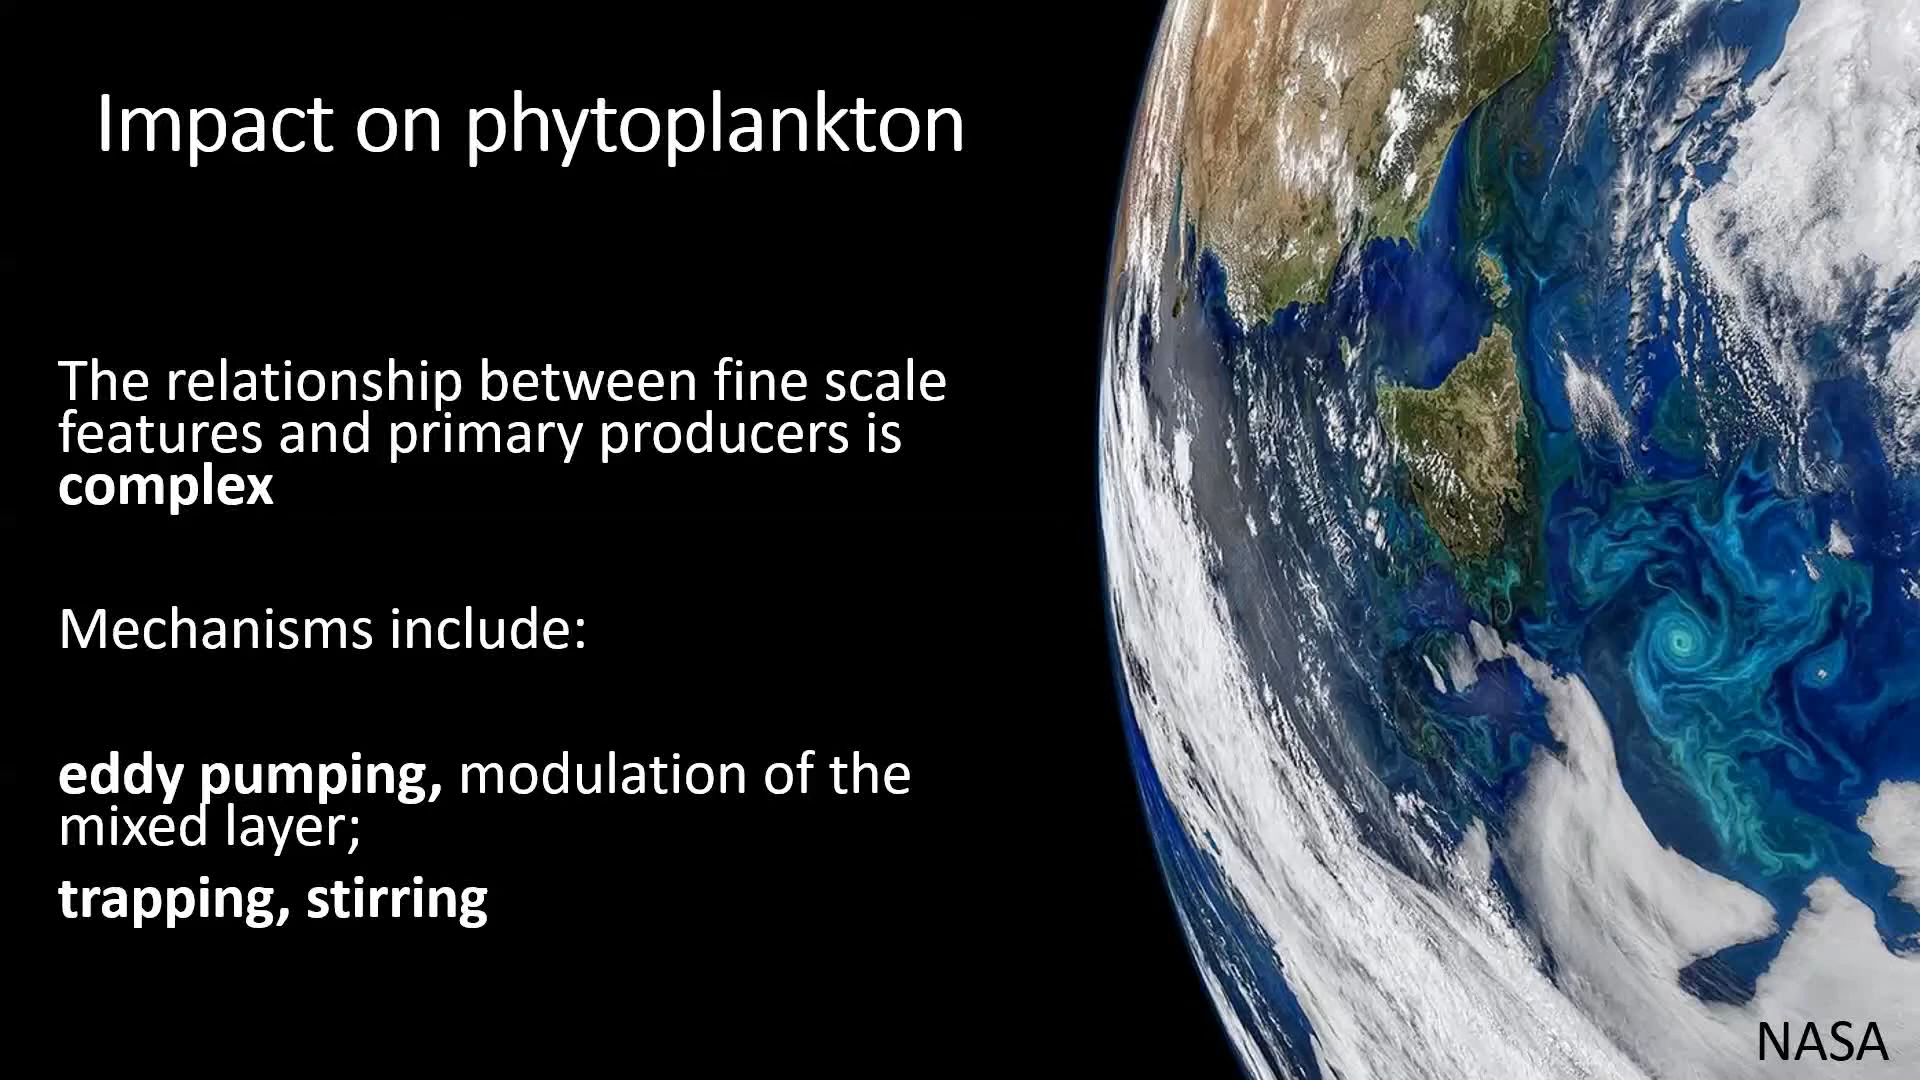 Impact on phytoplankton
The relationship between fine scale
features and primary producers is
complex
Mechanisms include:
eddy pumping, modulation of the
mixed layer;
trapping, stirring
NASA